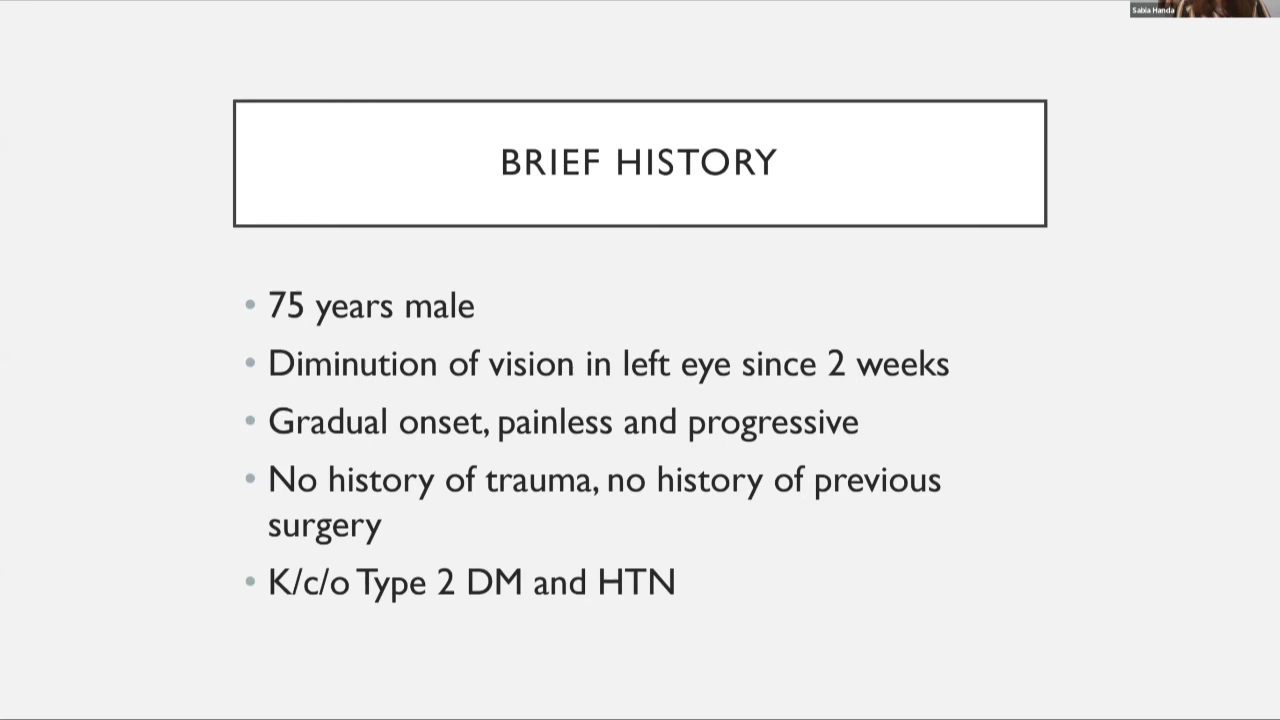 Sabia Handa
BRIEF HISTORY
• 75 years male
• Diminution of vision in left eye since 2 weeks
• Gradual onset, painless and progressive
• No history of trauma, no history of previous
surgery
• K/c/o Type 2 DM and HTN